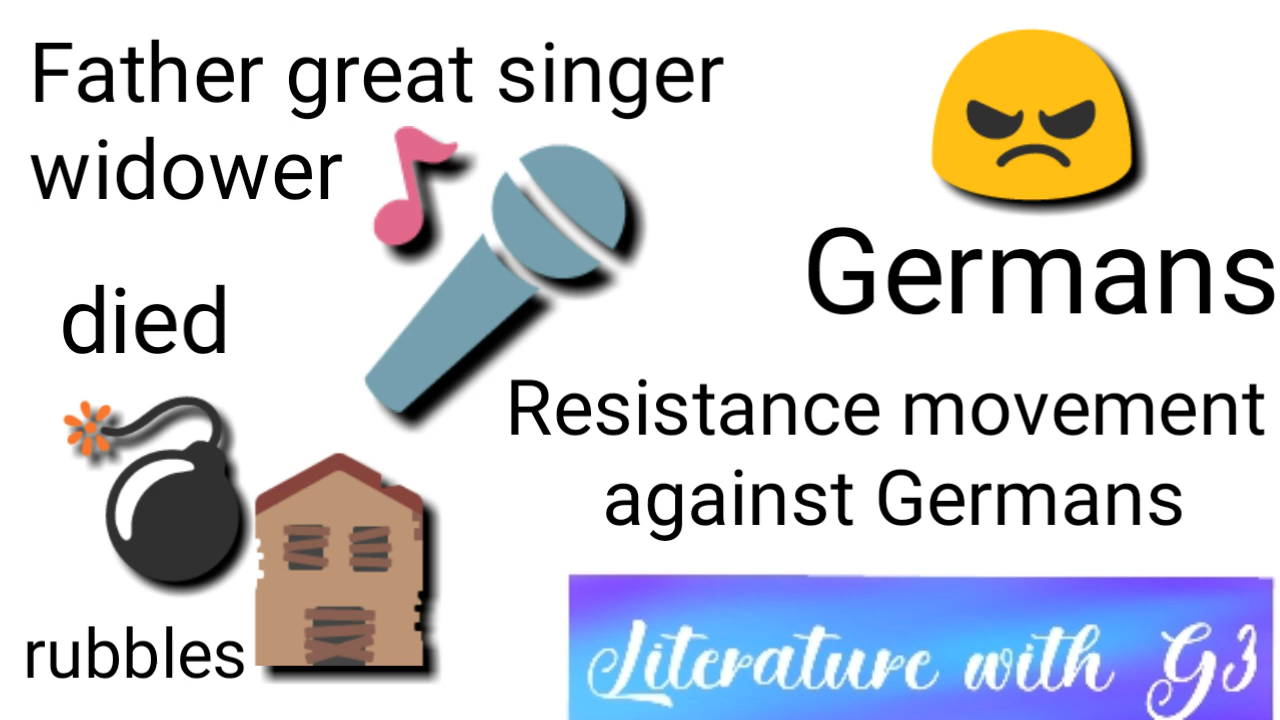 Father great singer
widower
died
rubbles
Germans
Resistance movement
against Germans
Literature with G3